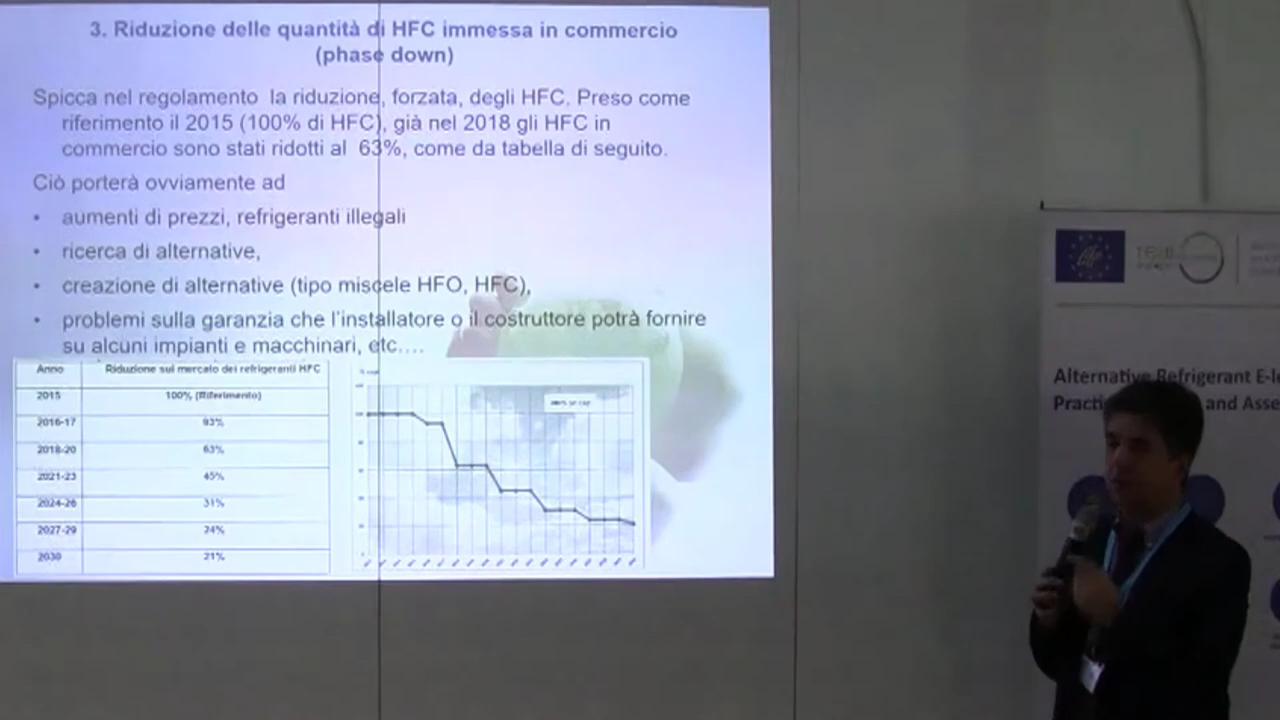 3. Riduzione delle quantità di HFC immessa in commercio
(phase down)
Spicca nel regolamento la riduzione, forzata, degli HFC. Preso come
riferimento il 2015 (100% di HFC), già nel 2018 gli HFC in
commercio sono stati ridotti al 63%, come da tabella di seguito.
Ciò porterà ovviamente ad
• aumenti di prezzi, refrigeranti illegali
• ricerca di alternative,
• creazione di alternative (tipo miscele HFO, HFC),
• problemi sulla garanzia che l'installatore o il costruttore potrà fornire
su alcuni impianti e macchinari, etc....
Anno Riduzione sul mercato dei refrigeranti HFC
2015 100% (Riferimento)
2016-17 93%
2018-20 63%
2021-23 45%
2024-26 31%
2027-29 24%
2030 21%
Life
Alternative Refrigerant E-le
and Asse